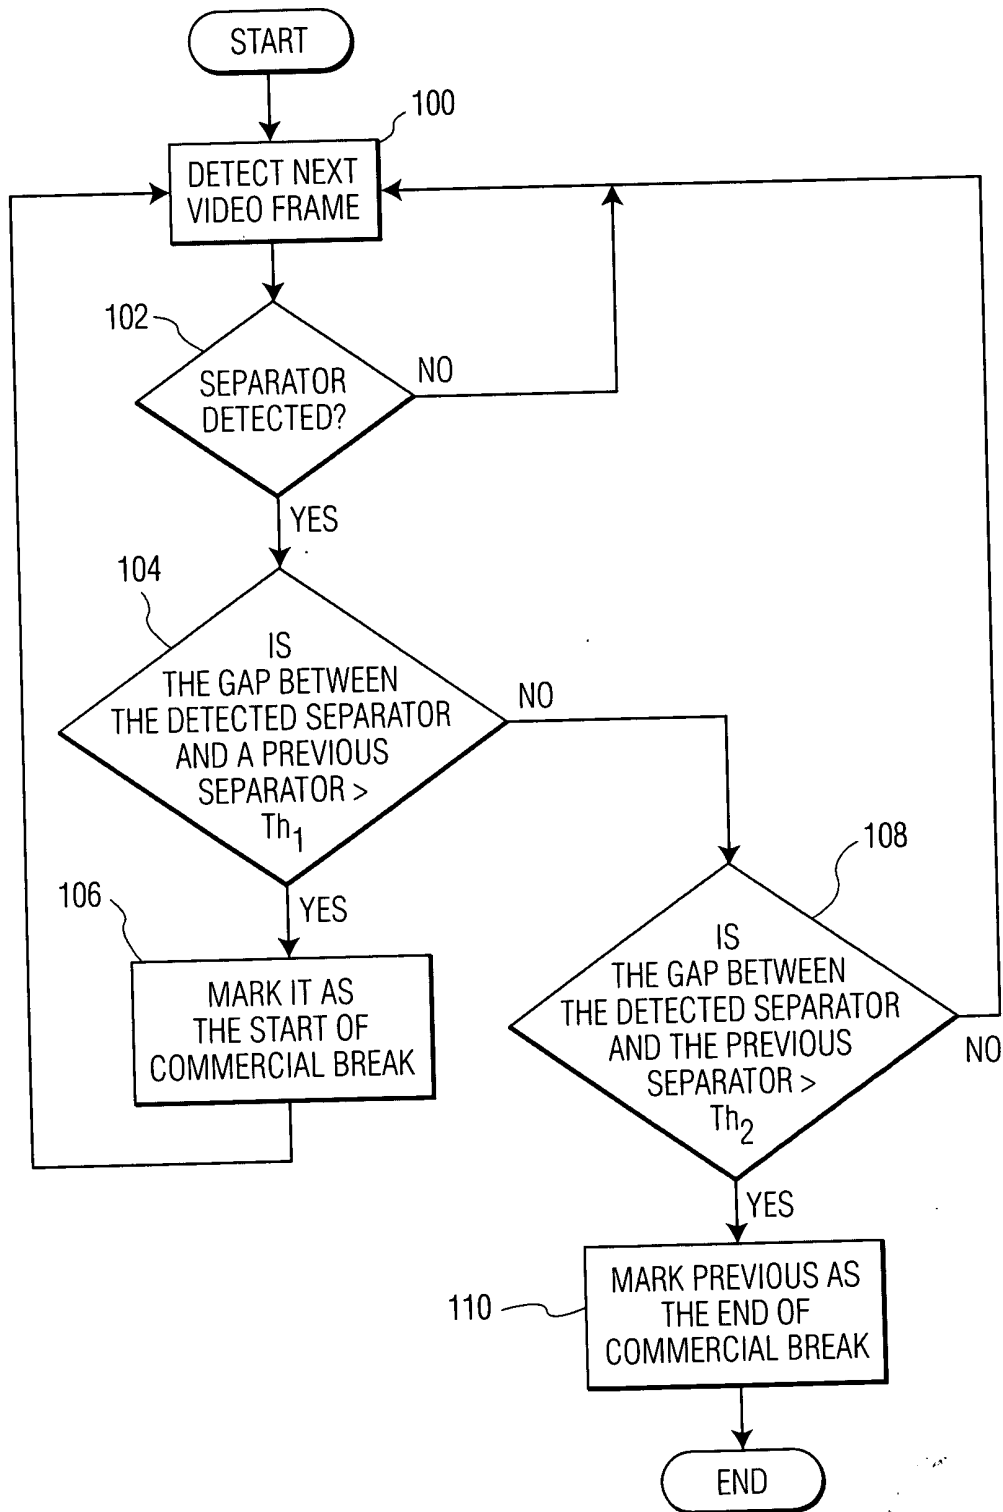 START
100
DETECT NEXT
VIDEO FRAME
102
SEPARATOR
DETECTED?
NO
YES
104
IS
THE GAP BETWEEN
THE DETECTED SEPARATOR
AND A PREVIOUS
SEPARATOR >
Th1
NO
YES
106
MARK IT AS
THE START OF
COMMERCIAL BREAK
108
IS
THE GAP BETWEEN
THE DETECTED SEPARATOR
AND THE PREVIOUS
SEPARATOR >
Th2
NO
YES
110
MARK PREVIOUS AS
THE END OF
COMMERCIAL BREAK
END